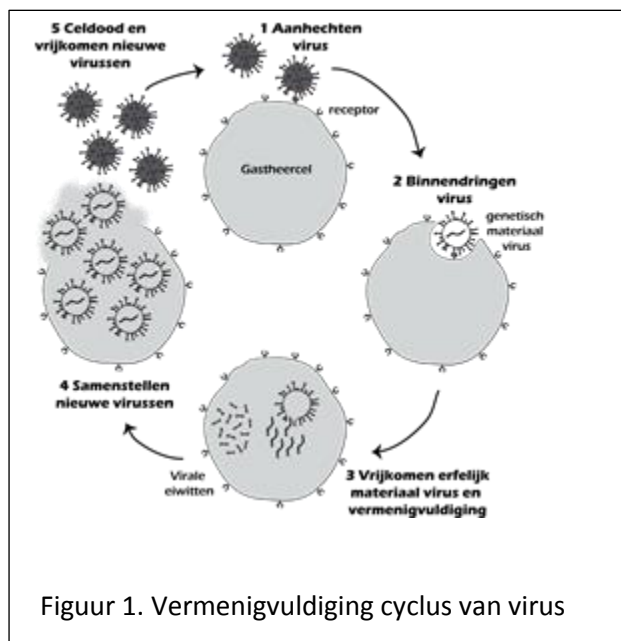 5 Celdood en
vrijkomen nieuwe
virussen
1 Aanhechten
virus
receptor
Gastheercel
2 Binnendringen
virus
genetisch
materiaal
virus
3 Vrijkomen erfelijk
materiaal virus en
vermenigvuldiging
Virale
eiwitten
4 Samenstellen
nieuwe virussen
Figuur 1. Vermenigvuldiging cyclus van virus